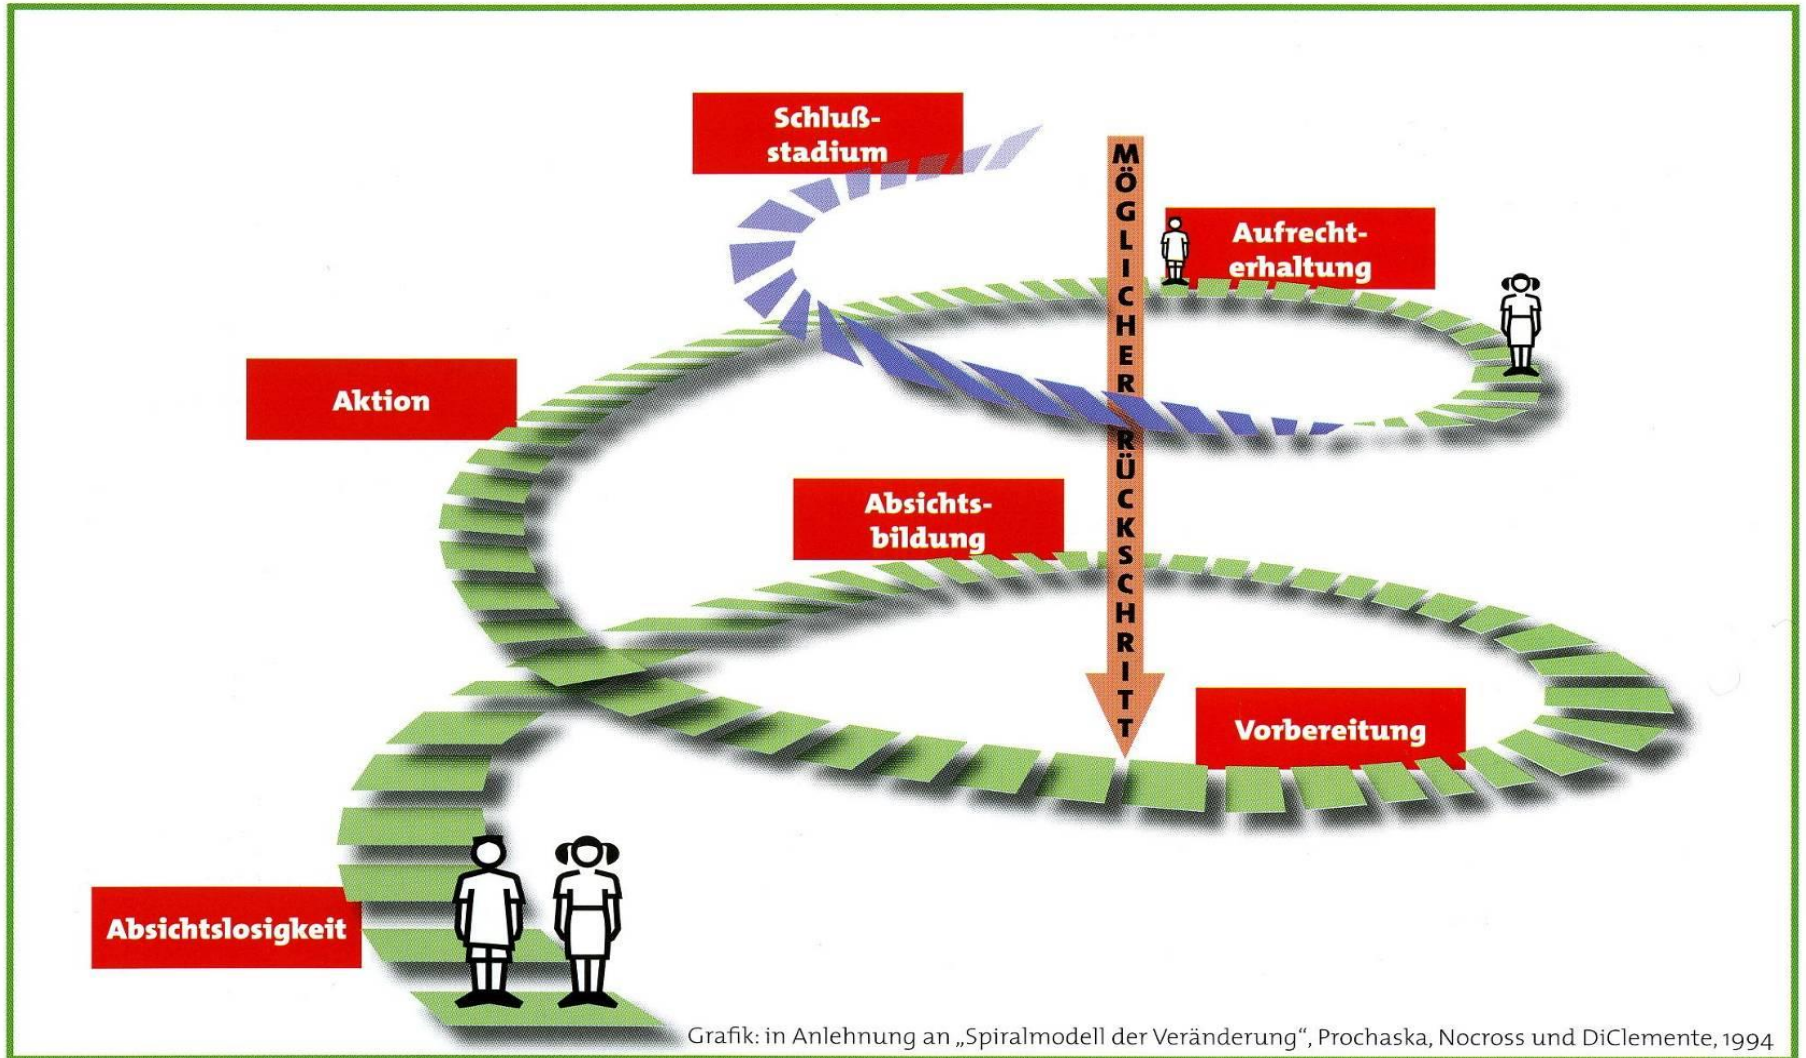 Schluß-
stadium
MÖGLICHER RÜCKSCHRITT
Aufrecht-
erhaltung
Aktion
Absichts-
bildung
Vorbereitung
Absichtslosigkeit
Grafik: in Anlehnung an „Spiralmodell der Veränderung“, Prochaska, Nocross und DiClemente, 1994